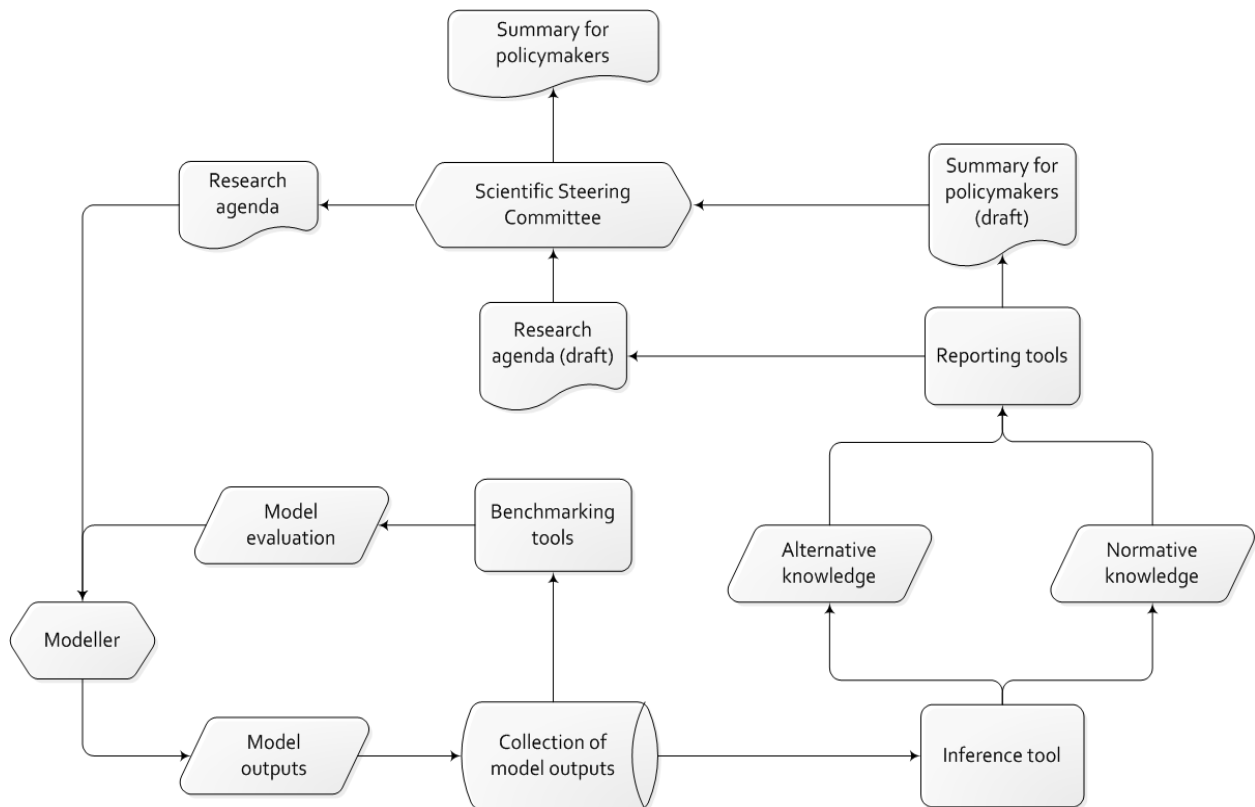 Summary for
policymakers
Research
agenda
Scientific Steering
Committee
Summary for
policymakers
(draft)
Research
agenda (draft)
Reporting tools
Model
evaluation
Benchmarking
tools
Alternative
knowledge
Normative
knowledge
Modeller
Model
outputs
Collection of
model outputs
Inference tool